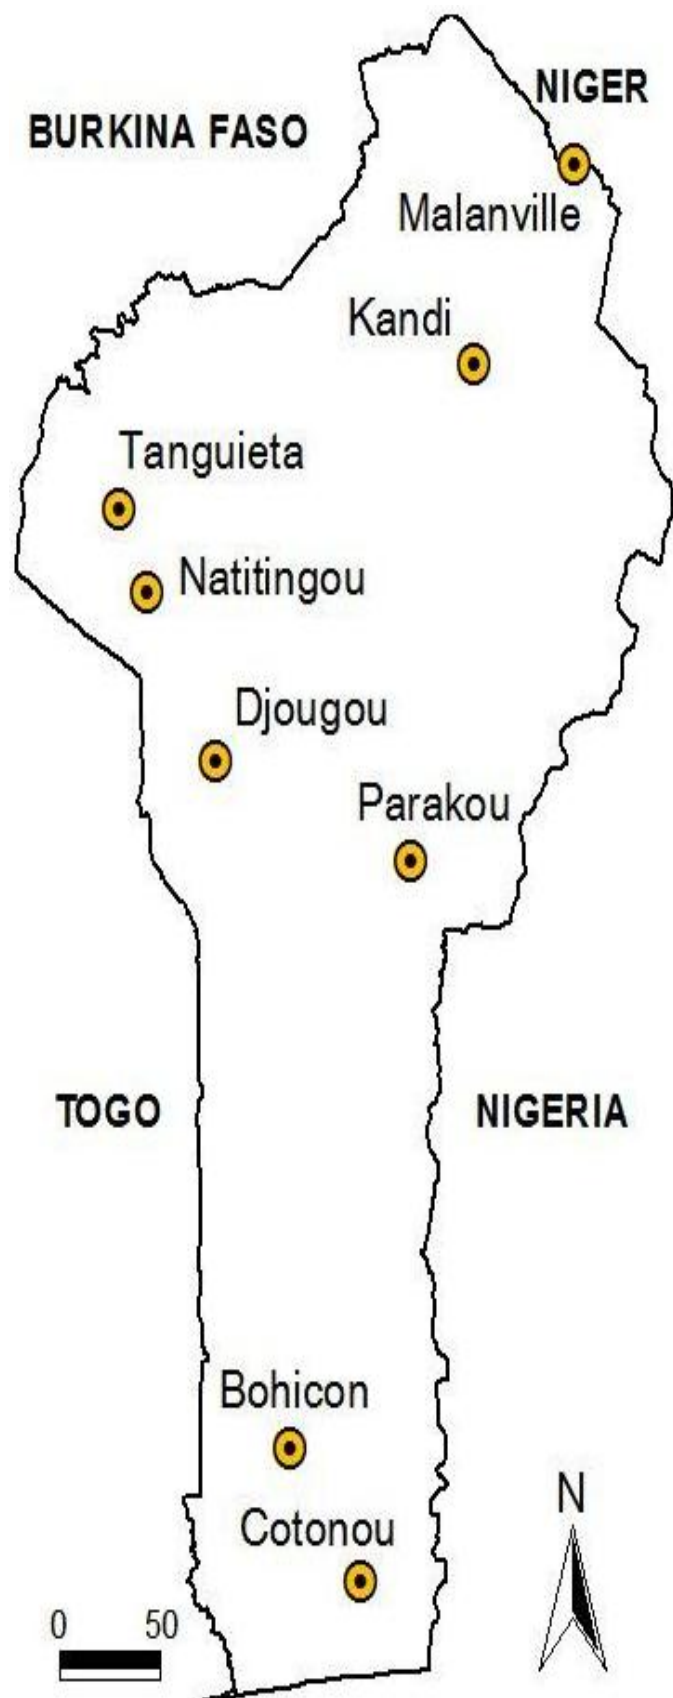 NIGER
BURKINA FASO
Malanville
Kandi
Tanguieta
Natitingou
Djougou
Parakou
TOGO
NIGERIA
Bohicon
N
Cotonou
0 50